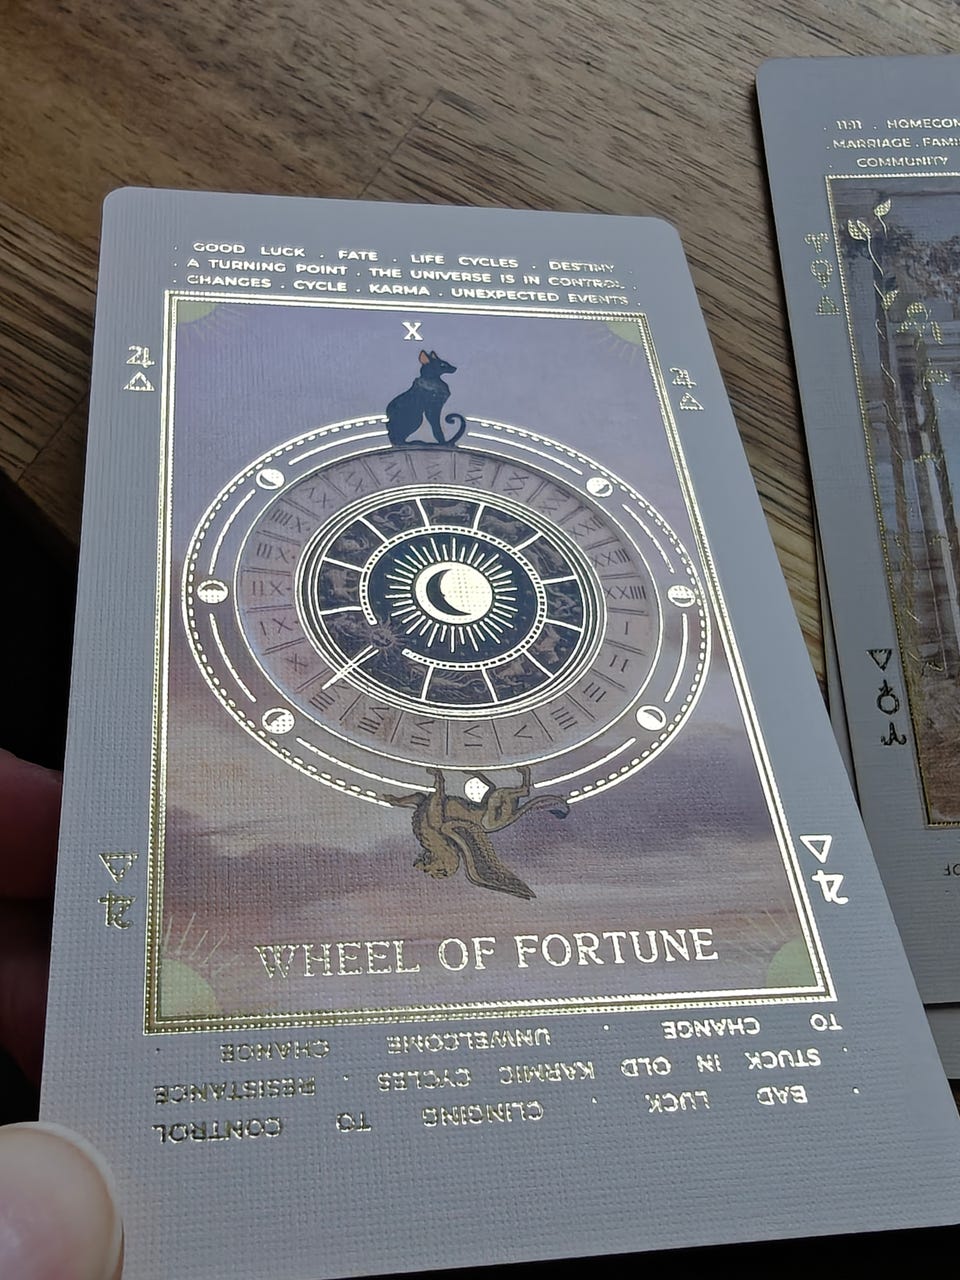 . GOOD LUCK . FATE . LIFE CYCLES . DESTINY .
. A TURNING POINT . THE UNIVERSE IS IN CONTROL .
. CHANGES . CYCLE . KARMA . UNEXPECTED EVENTS .
X
WHEEL OF FORTUNE
. BAD LUCK . CLINGING TO CONTROL
. STUCK IN OLD KARMIC CYCLES . RESISTANCE
TO CHANGE . UNWELCOME CHANGE .
. 11:11 . 
. MARRIAGE .
COMMUNITY